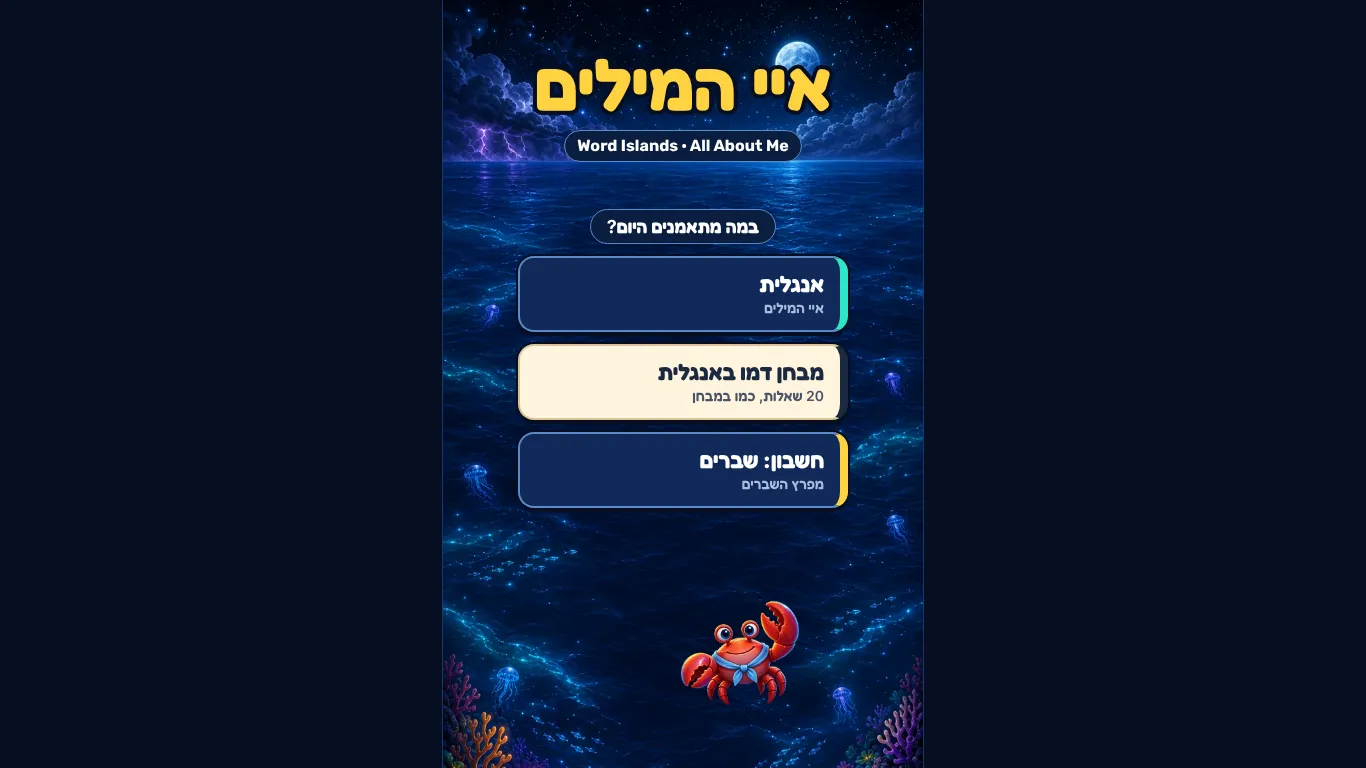 איי המילים
Word Islands · All About Me
במה מתאמנים היום?
אנגלית
איי המילים
מבחן דמו באנגלית
20 שאלות, כמו במבחן
חשבון: שברים
מפרץ השברים